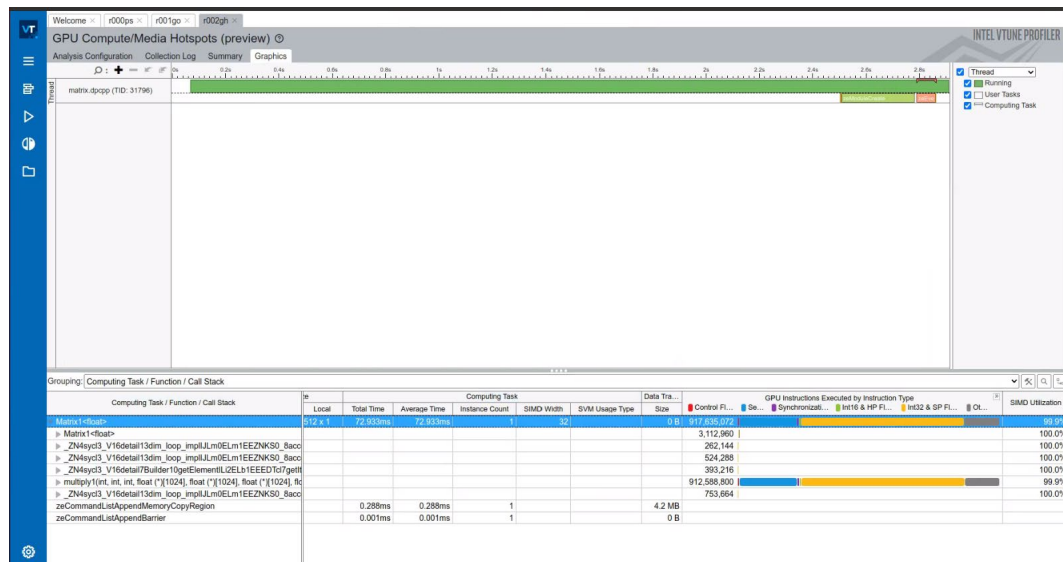 VT
Welcome × r000ps × r001go × r002gh ×
GPU Compute/Media Hotspots (preview)
INTEL VTUNE PROFILER
Analysis Configuration Collection Log Summary Graphics
0s 0.2s 0.4s 0.6s 0.8s 1s 1.2s 1.4s 1.6s 1.8s 2s 2.2s 2.4s 2.6s 2.8s
Thread
matrix.dpcpp (TID: 31796)
Thread
Running
User Tasks
Computing Task
Grouping: Computing Task / Function / Call Stack
Computing Task / Function / Call Stack
Computing Task
Data Tra...
GPU Instructions Executed by Instruction Type
SIMD Utilization
Local Total Time Average Time Instance Count SIMD Width SVM Usage Type Size Control Fl... Se... Synchronizati... Int16 & HP Fl... Int32 & SP Fl... Ot...
Matrix1<float> 512 x 1 72.933ms 72.933ms 1 32 0 B 917,635,072 99.9%
Matrix1<float> 3,112,960 100.0%
_ZN4sycl3_V16detail13dim_loop_implIJLm0ELm1EEZNKS0_8acc 262,144 100.0%
_ZN4sycl3_V16detail13dim_loop_implIJLm0ELm1EEZNKS0_8acc 524,288 100.0%
393,216 100.0%
multiply1(int, int, int, float (*)[1024], float (*)[1024], float (*)[1024], flo 912,588,800 99.9%
_ZN4sycl3_V16detail13dim_loop_implIJLm0ELm1EEZNKS0_8acc 753,664 100.0%
zeCommandListAppendMemoryCopyRegion 0.288ms 0.288ms 1 4.2 MB
zeCommandListAppendBarrier 0.001ms 0.001ms 1 0 B